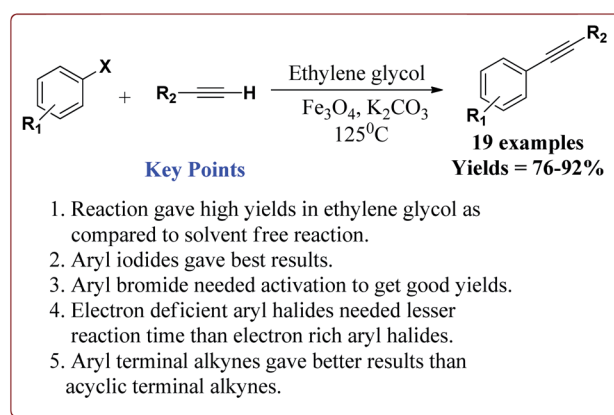 X
R1
+
R2 H
Ethylene glycol
Fe3O4, K2CO3
125⁰C
R2
R1
19 examples
Yields = 76-92%
Key Points
1. Reaction gave high yields in ethylene glycol as
compared to solvent free reaction.
2. Aryl iodides gave best results.
3. Aryl bromide needed activation to get good yields.
4. Electron deficient aryl halides needed lesser
reaction time than electron rich aryl halides.
5. Aryl terminal alkynes gave better results than
acyclic terminal alkynes.